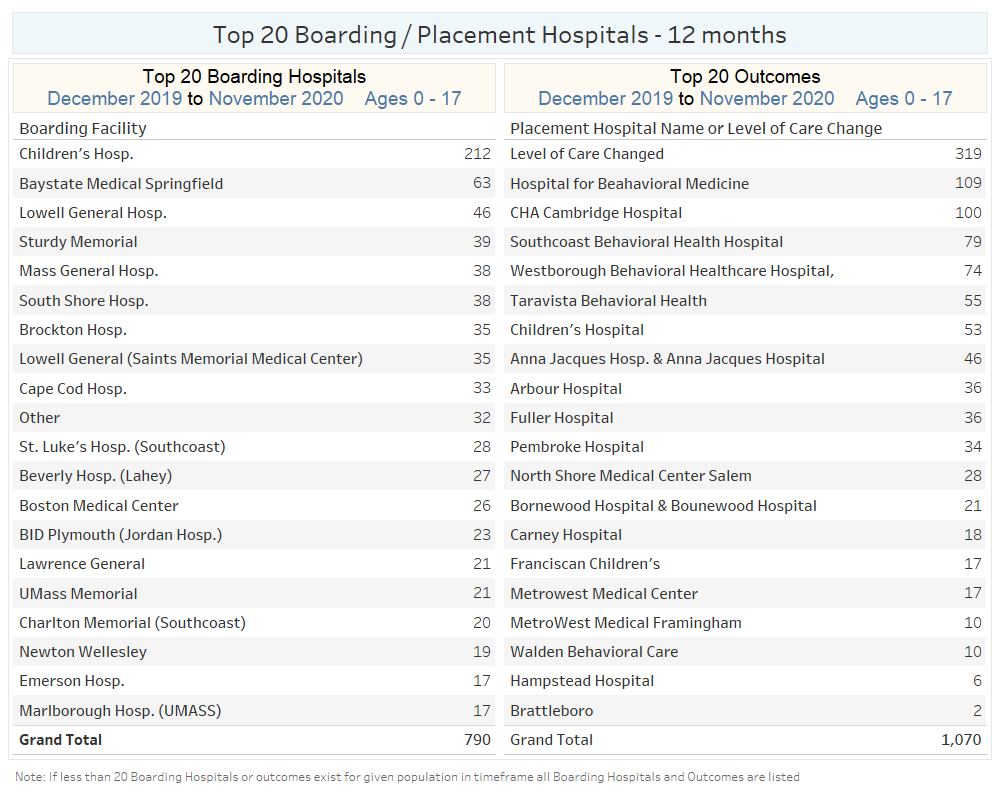 Top 20 Boarding / Placement Hospitals - 12 months
Top 20 Boarding Hospitals
December 2019 to November 2020 Ages 0 - 17
Boarding Facility
Children's Hosp. 212
Baystate Medical Springfield 63
Lowell General Hosp. 46
Sturdy Memorial 39
Mass General Hosp. 38
South Shore Hosp. 38
Brockton Hosp. 35
Lowell General (Saints Memorial Medical Center) 35
Cape Cod Hosp. 33
Other 32
St. Luke's Hosp. (Southcoast) 28
Beverly Hosp. (Lahey) 27
Boston Medical Center 26
BID Plymouth (Jordan Hosp.) 23
Lawrence General 21
UMass Memorial 21
Charlton Memorial (Southcoast) 20
Newton Wellesley 19
Emerson Hosp. 17
Marlborough Hosp. (UMASS) 17
Grand Total 790
Top 20 Outcomes
December 2019 to November 2020 Ages 0 - 17
Placement Hospital Name or Level of Care Change
Level of Care Changed 319
Hospital for Beahavioral Medicine 109
CHA Cambridge Hospital 100
Southcoast Behavioral Health Hospital 79
Westborough Behavioral Healthcare Hospital, 74
Taravista Behavioral Health 55
Children's Hospital 53
Anna Jacques Hosp. & Anna Jacques Hospital 46
Arbour Hospital 36
Fuller Hospital 36
Pembroke Hospital 34
North Shore Medical Center Salem 28
Bornewood Hospital & Bounewood Hospital 21
Carney Hospital 18
Franciscan Children's 17
Metrowest Medical Center 17
MetroWest Medical Framingham 10
Walden Behavioral Care 10
Hampstead Hospital 6
Brattleboro 2
Grand Total 1,070
Note: If less than 20 Boarding Hospitals or outcomes exist for given population in timeframe all Boarding Hospitals and Outcomes are listed